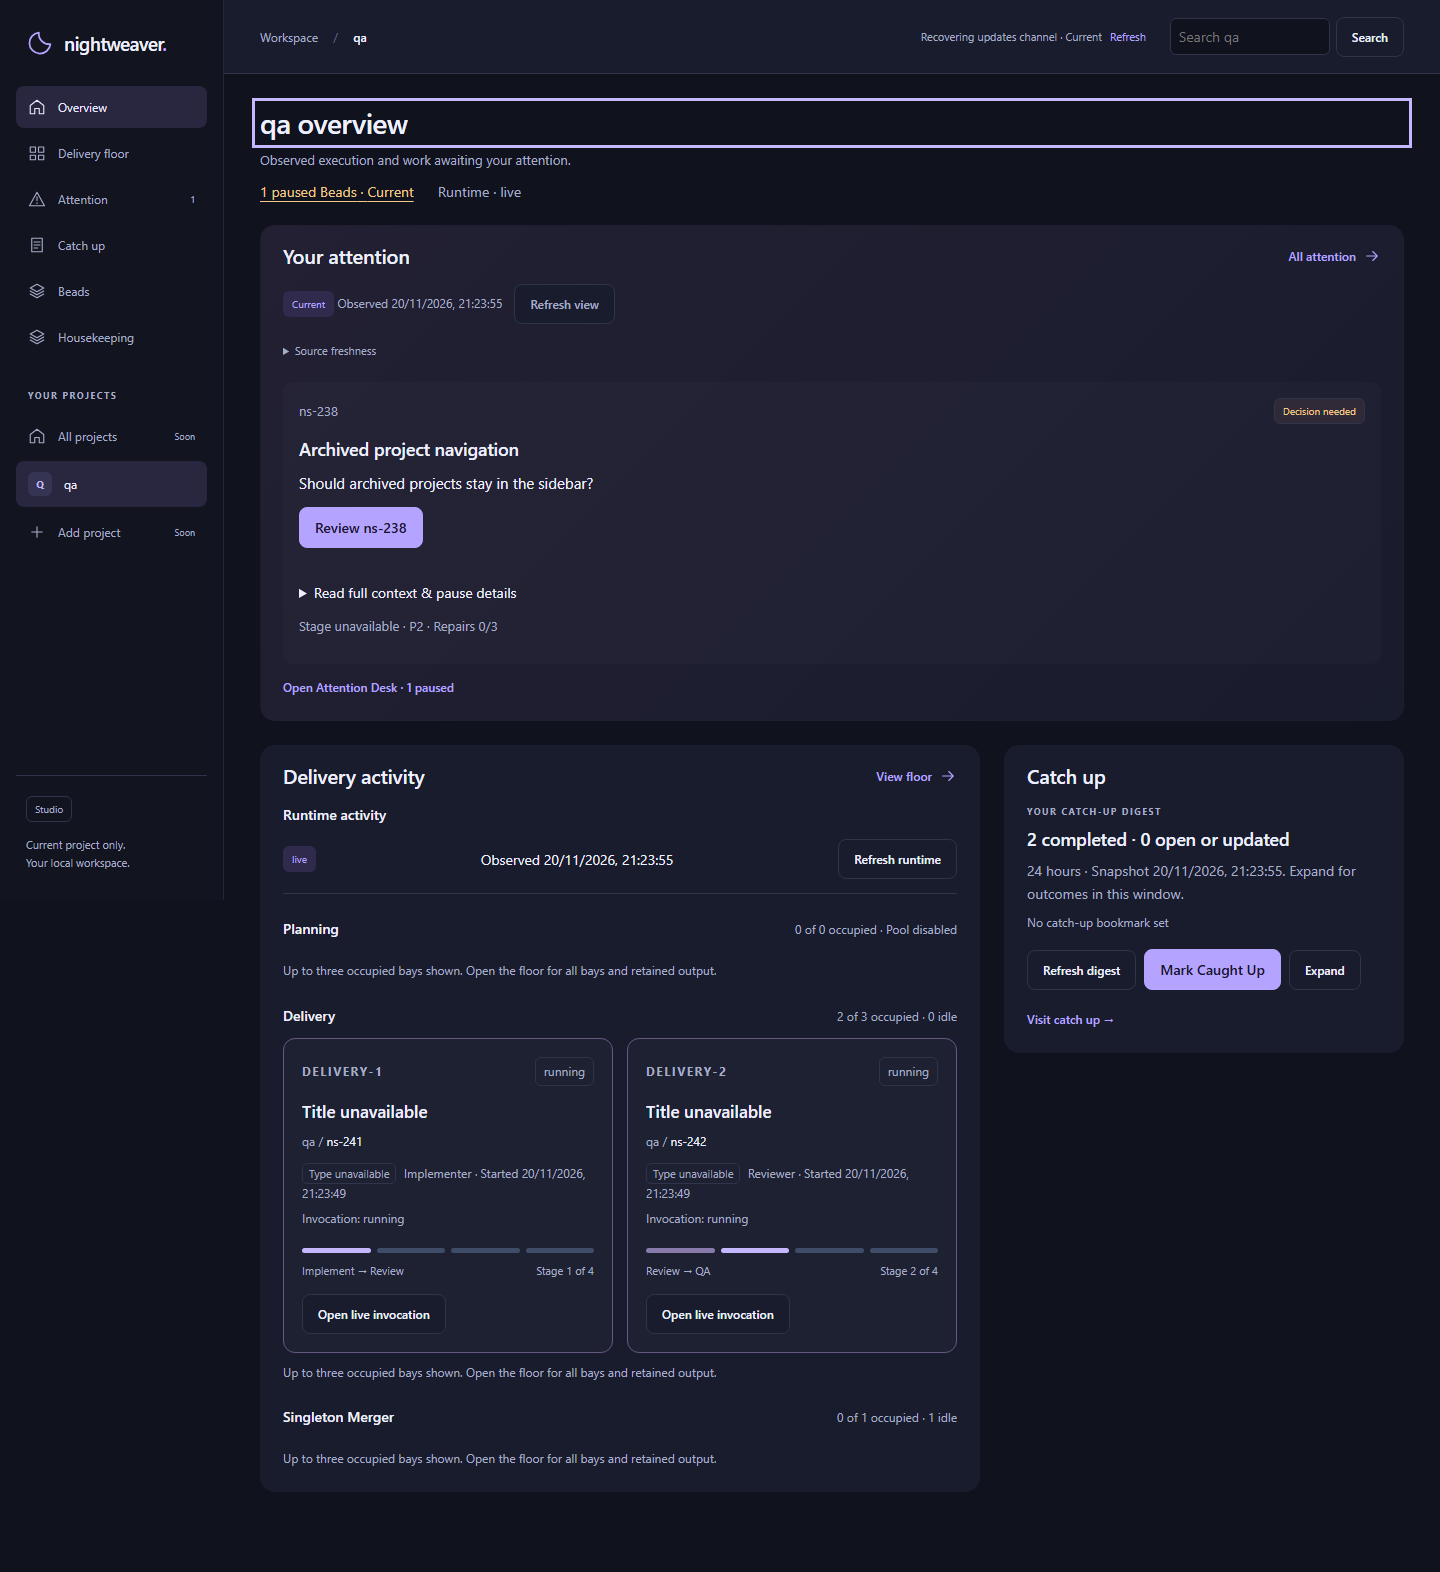 nightweaver.
Overview
Delivery floor
Attention 1
Catch up
Beads
Housekeeping
YOUR PROJECTS
All projects Soon
Q qa
Add project Soon
Studio
Current project only.
Your local workspace.
Workspace / qa
Recovering updates channel · Current Refresh
Search qa
Search
qa overview
Observed execution and work awaiting your attention.
1 paused Beads · Current Runtime · live
Your attention
All attention →
Current Observed 20/11/2026, 21:23:55 Refresh view
▶ Source freshness
ns-238
Decision needed
Archived project navigation
Should archived projects stay in the sidebar?
Review ns-238
▶ Read full context & pause details
Stage unavailable · P2 · Repairs 0/3
Open Attention Desk · 1 paused
Delivery activity
View floor →
Runtime activity
live Observed 20/11/2026, 21:23:55 Refresh runtime
Planning
0 of 0 occupied · Pool disabled
Up to three occupied bays shown. Open the floor for all bays and retained output.
Delivery
2 of 3 occupied · 0 idle
DELIVERY-1 running
Title unavailable
qa / ns-241
Type unavailable Implementer · Started 20/11/2026,
21:23:49
Invocation: running
Implement → Review Stage 1 of 4
Open live invocation
DELIVERY-2 running
Title unavailable
qa / ns-242
Type unavailable Reviewer · Started 20/11/2026,
21:23:49
Invocation: running
Review → QA Stage 2 of 4
Open live invocation
Up to three occupied bays shown. Open the floor for all bays and retained output.
Singleton Merger
0 of 1 occupied · 1 idle
Up to three occupied bays shown. Open the floor for all bays and retained output.
Catch up
YOUR CATCH-UP DIGEST
2 completed · 0 open or updated
24 hours · Snapshot 20/11/2026, 21:23:55. Expand for
outcomes in this window.
No catch-up bookmark set
Refresh digest Mark Caught Up Expand
Visit catch up →